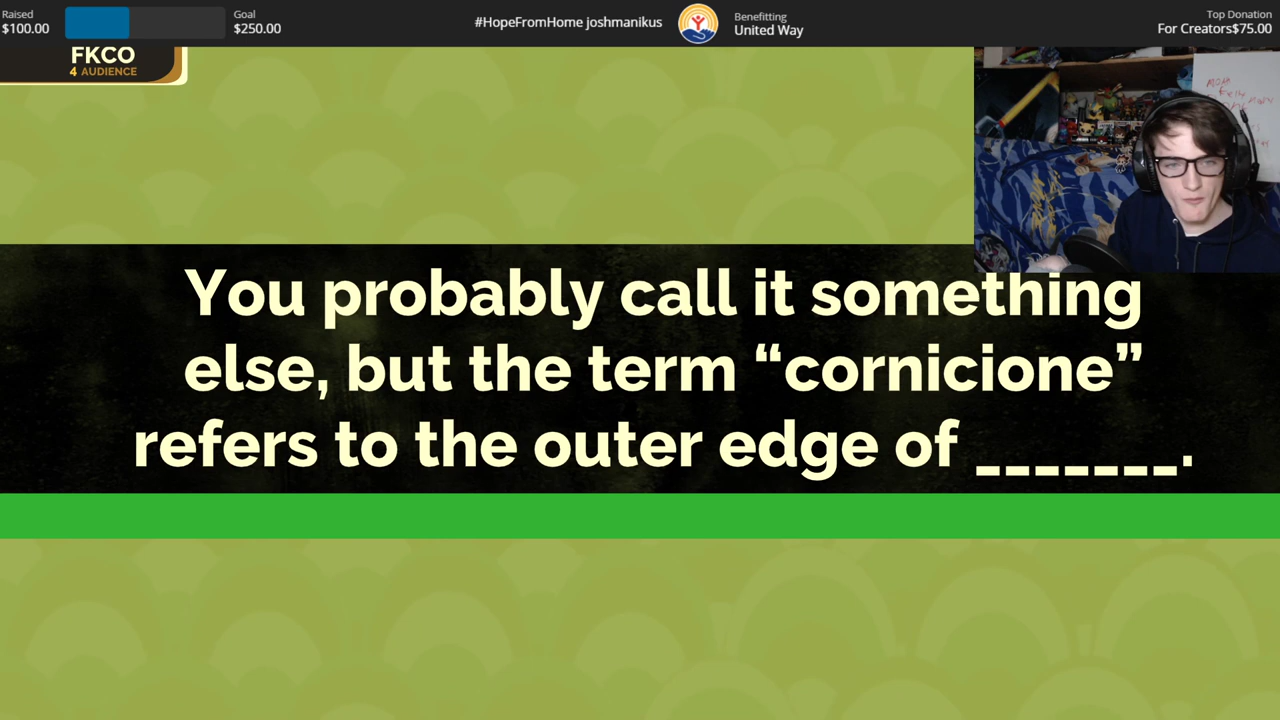 Raised
$100.00
Goal
$250.00
#HopeFromHome joshmanikus
Benefitting
United Way
Top Donation
For Creators$75.00
FKCO
4 AUDIENCE
You probably call it something
else, but the term “cornicione”
refers to the outer edge of _______.